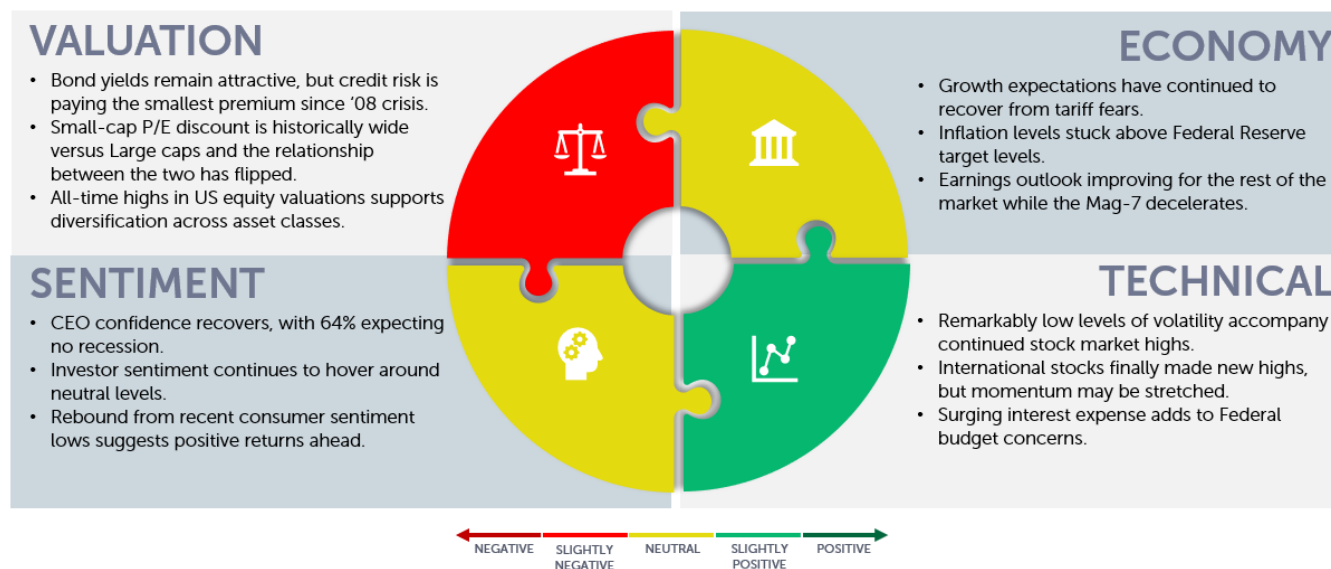 VALUATION
• Bond yields remain attractive, but credit risk is
paying the smallest premium since ‘08 crisis.
• Small-cap P/E discount is historically wide
versus Large caps and the relationship
between the two has flipped.
• All-time highs in US equity valuations supports
diversification across asset classes.
ECONOMY
• Growth expectations have continued to
recover from tariff fears.
• Inflation levels stuck above Federal Reserve
target levels.
• Earnings outlook improving for the rest of the
market while the Mag-7 decelerates.
SENTIMENT
• CEO confidence recovers, with 64% expecting
no recession.
• Investor sentiment continues to hover around
neutral levels.
• Rebound from recent consumer sentiment
lows suggests positive returns ahead.
TECHNICAL
• Remarkably low levels of volatility accompany
continued stock market highs.
• International stocks finally made new highs,
but momentum may be stretched.
• Surging interest expense adds to Federal
budget concerns.
NEGATIVE
SLIGHTLY
NEGATIVE
NEUTRAL
SLIGHTLY
POSITIVE
POSITIVE